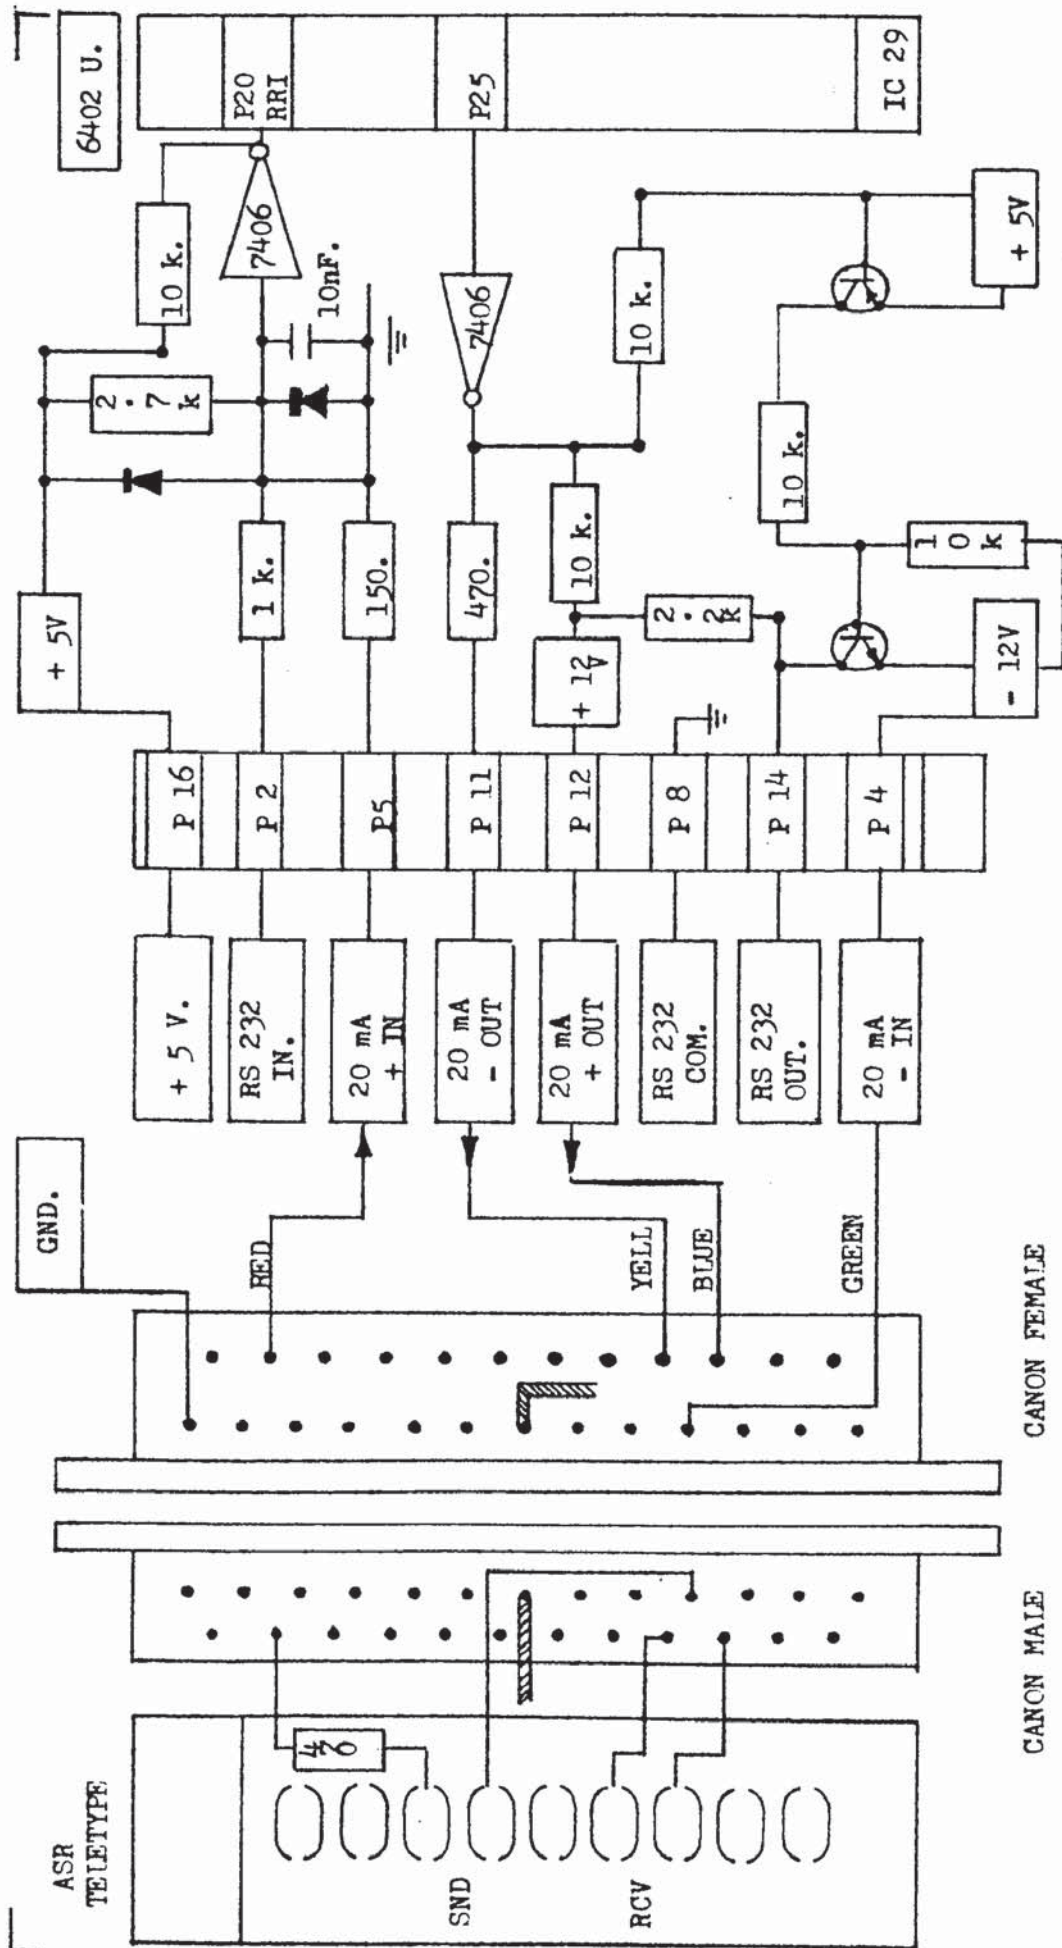 6402 U.
P20
RRI
P25
IC 29
10 k.
7406
10nF.
2.7k
+ 5V
1 k.
150.
7406
470.
10 k.
10 k.
+ 12V
2.2k
10 k.
10k
+ 5V
- 12V
P 16
P 2
P5
P 11
P 12
P 8
P 14
P 4
+ 5 V.
RS 232
IN.
20 mA
+ IN
20 mA
- OUT
20 mA
+ OUT
RS 232
COM.
RS 232
OUT.
20 mA
- IN
GND.
RED
YELL
BLUE
GREEN
CANON FEMALE
CANON MALE
ASR
TELETYPE
470
SND
RCV